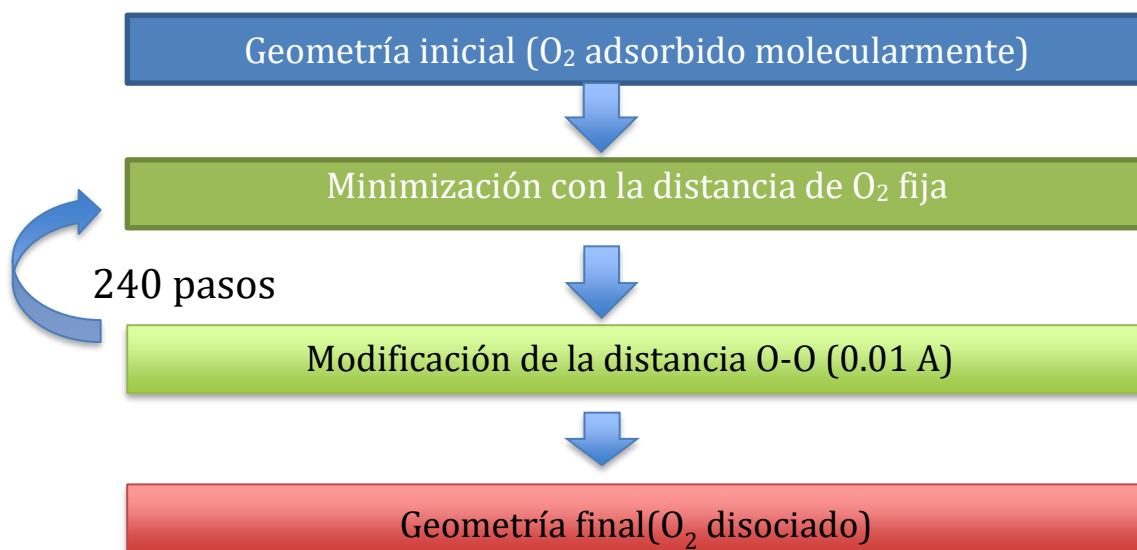 Geometría inicial (O₂ adsorbido molecularmente)
Minimización con la distancia de O₂ fija
240 pasos
Modificación de la distancia O-O (0.01 A)
Geometría final(O₂ disociado)